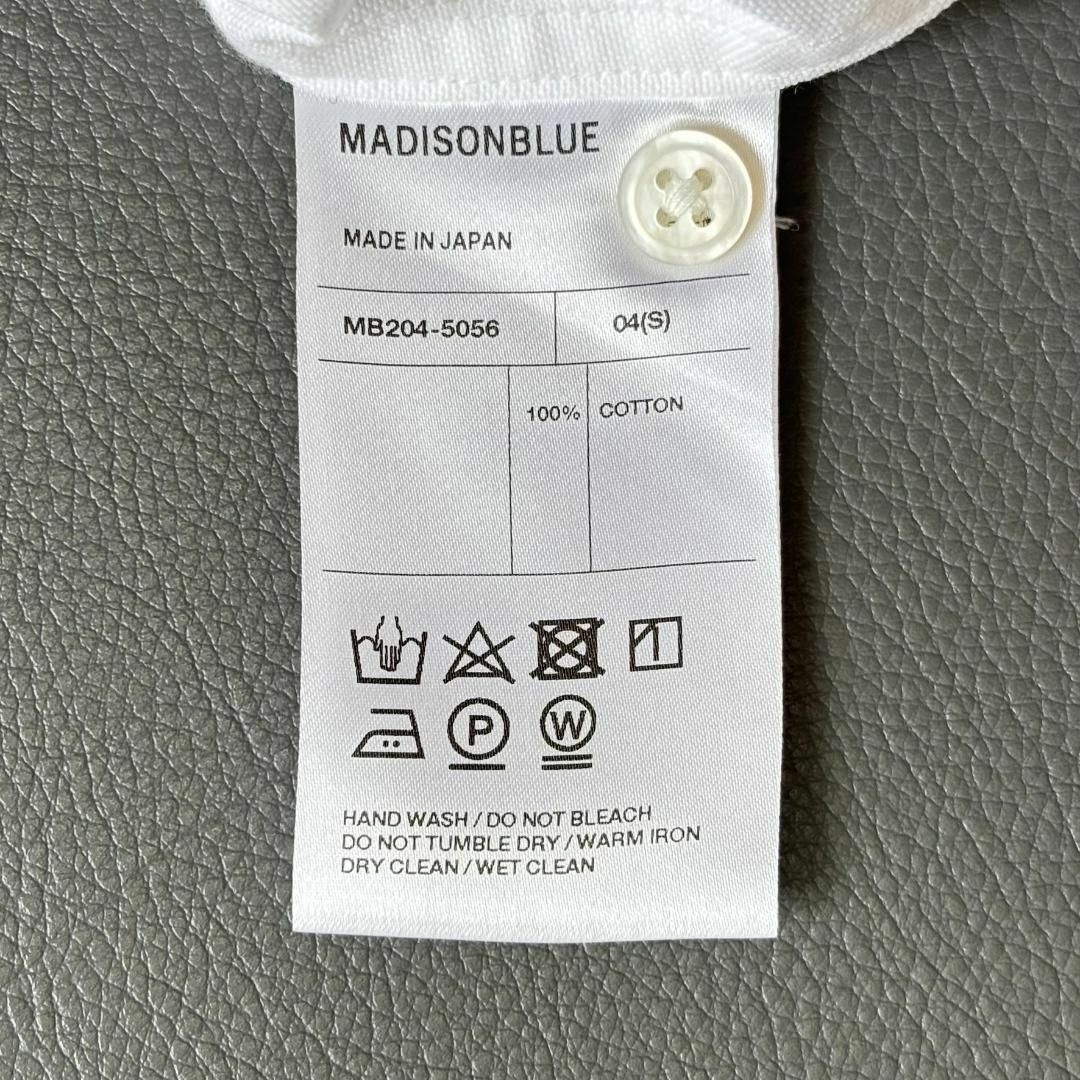 MADISONBLUE
MADE IN JAPAN
MB204-5056 04(S)
100% COTTON
P W
HAND WASH / DO NOT BLEACH
DO NOT TUMBLE DRY / WARM IRON
DRY CLEAN / WET CLEAN